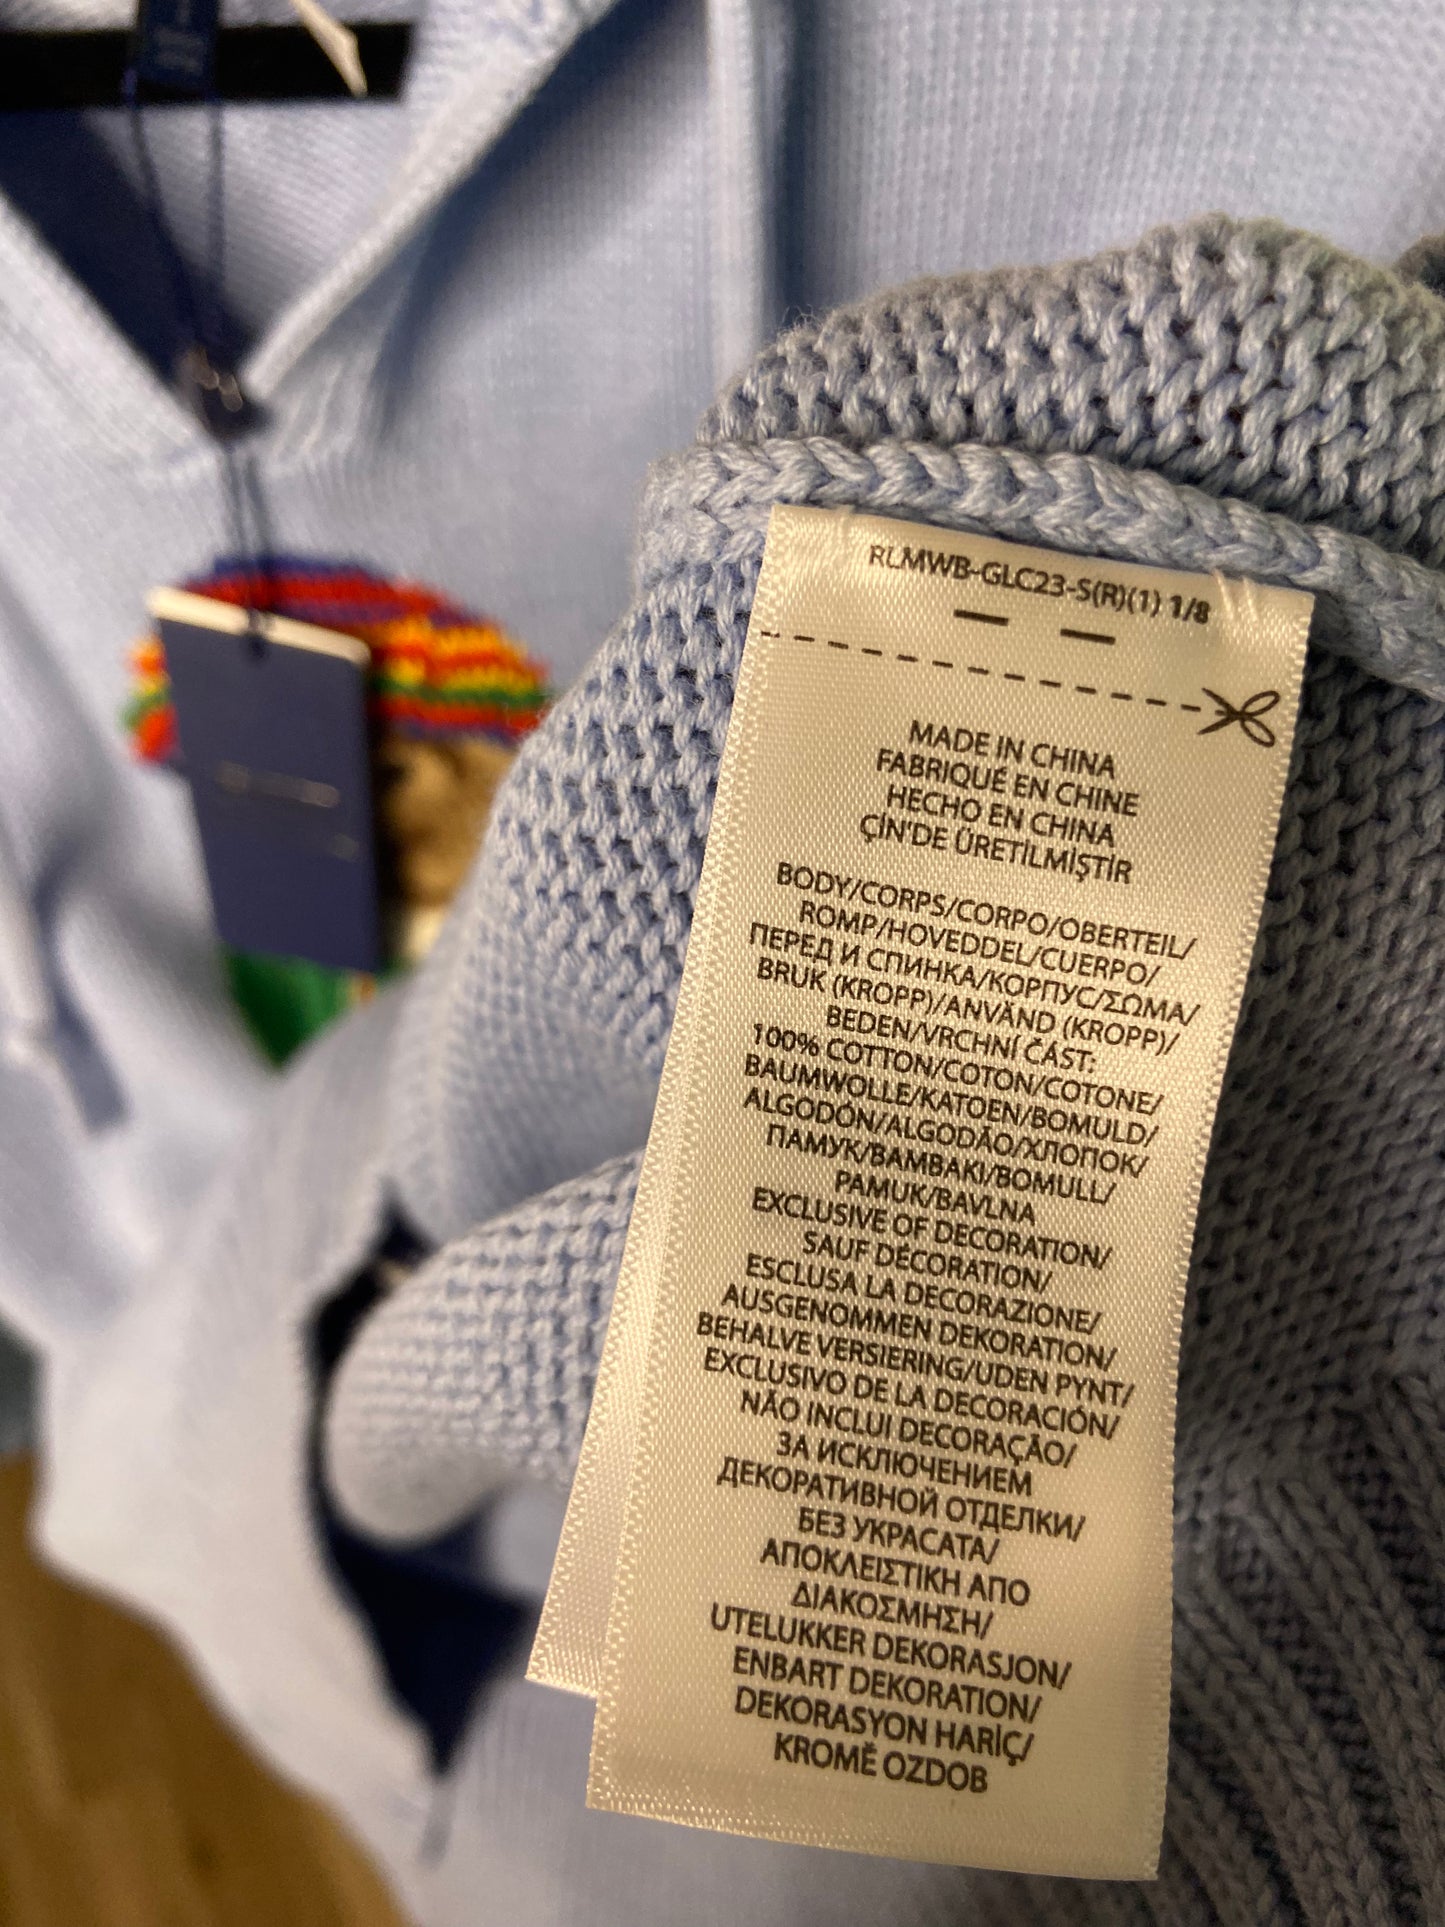 RLMWB-GLC23-S(R)(1) 1/8
MADE IN CHINA
FABRIQUÉ EN CHINE
HECHO EN CHINA
ÇİN'DE ÜRETİLMİŞTİR
BODY/CORPS/CORPO/OBERTEIL/
ROMP/HOVEDDEL/CUERPO/
ПЕРЕД И СПИНКА/КОРПУС/ΣΩΜΑ/
BRUK (KROPP)/ANVÄND (KROPP)/
BEDEN/VRCHNÍ ČÁST:
100% COTTON/COTON/COTONE/
BAUMWOLLE/KATOEN/BOMULD/
ALGODÓN/ALGODÃO/ХЛОПОК/
ПАМУК/BAMBAKI/BOMULL/
PAMUK/BAVLNA
EXCLUSIVE OF DECORATION/
SAUF DÉCORATION/
ESCLUSA LA DECORAZIONE/
AUSGENOMMEN DEKORATION/
BEHALVE VERSIERING/UDEN PYNT/
EXCLUSIVO DE LA DECORACIÓN/
NÃO INCLUI DECORAÇÃO/
ЗА ИСКЛЮЧЕНИЕМ
ДЕКОРАТИВНОЙ ОТДЕЛКИ/
БЕЗ УКРАСАТА/
ΑΠΟΚΛΕΙΣΤΙΚΗ ΑΠΟ
ΔΙΑΚΟΣΜΗΣΗ/
UTELUKKER DEKORASJON/
ENBART DEKORATION/
DEKORASYON HARİÇ/
KROMĚ OZDOB